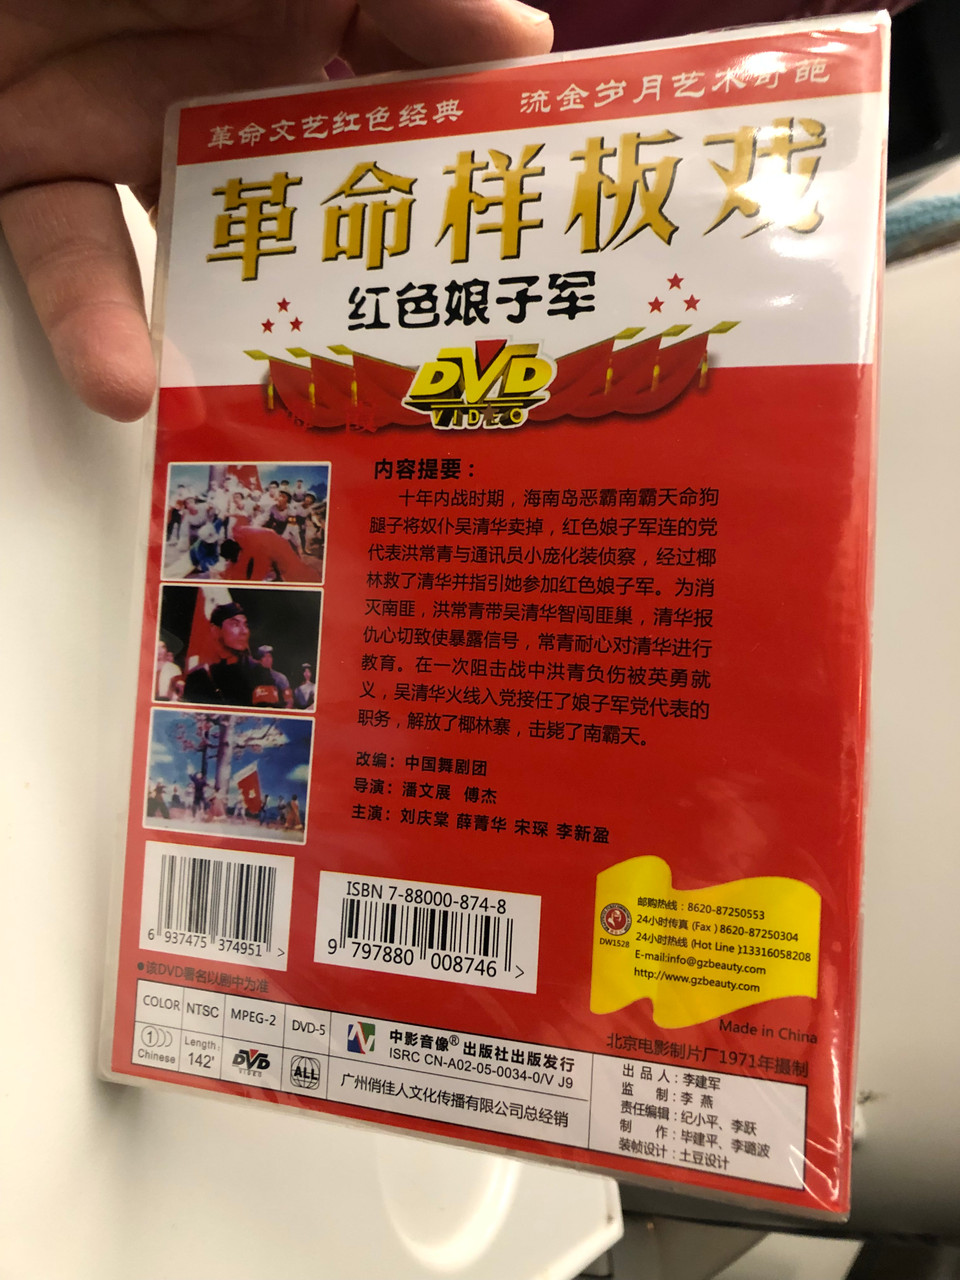 革命文艺红色经典 流金岁月艺术奇葩
革命样板戏
红色娘子军
DVD
VIDEO
内容提要：
十年内战时期，海南岛恶霸南霸天命狗
腿子将奴仆吴清华卖掉，红色娘子军连的党
代表洪常青与通讯员小庞化装侦察，经过椰
林救了清华并指引她参加红色娘子军。为消
灭南匪，洪常青带吴清华智闯匪巢，清华报
仇心切致使暴露信号，常青耐心对清华进行
教育。在一次阻击战中洪青负伤被英勇就
义，吴清华火线入党接任了娘子军党代表的
职务，解放了椰林寨，击毙了南霸天。
改编：中国舞剧团
导演：潘文展 傅杰
主演：刘庆棠 薛菁华 宋琛 李新盈
6 937475 374951 >
ISBN 7-88000-874-8
9 797880 008746 >
邮购热线：8620-87250553
24小时传真 (Fax) 8620-87250304
24小时热线 (Hot Line)13316058208
E-mail:info@gzbeauty.com
http://www.gzbeauty.com
DW1528
●该DVD署名以剧中为准
Made in China
北京电影制片厂1971年摄制
COLOR NTSC MPEG-2 DVD-5
1 Chinese
Length: 142'
DVD VIDEO
ALL
中影音像® 出版社出版发行
ISRC CN-A02-05-0034-0/V J9
广州俏佳人文化传播有限公司总经销
出品人：李建军
监 制：李燕
责任编辑：纪小平、李跃
制 作：毕建平、李璐波
装帧设计：土豆设计